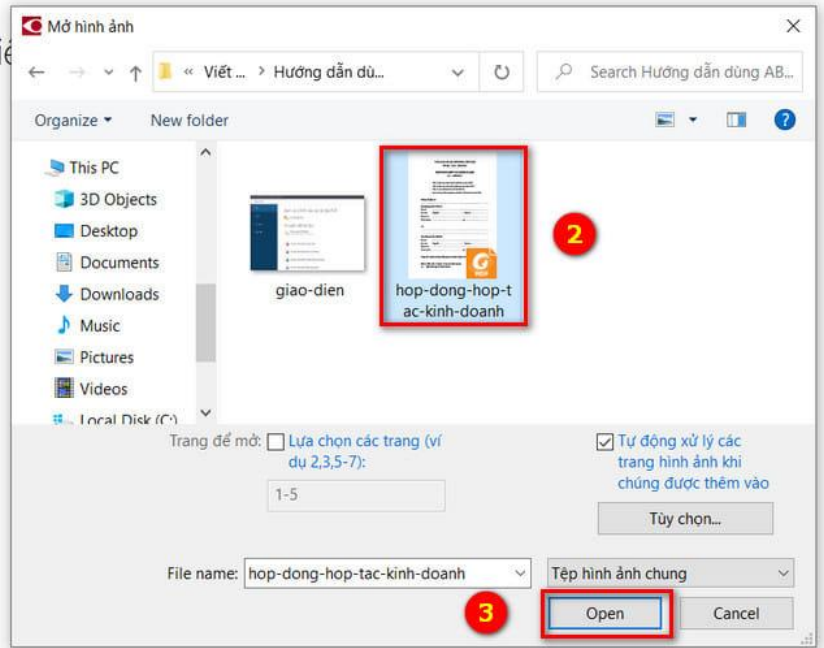 Mở hình ảnh
« Viết ... > Hướng dẫn dù...
Search Hướng dẫn dùng AB...
Organize
New folder
?
This PC
3D Objects
Desktop
Documents
Downloads
Music
Pictures
Videos
Local Disk (C:)
giao-dien
hop-dong-hop-t
ac-kinh-doanh
2
Trang để mở:
Lựa chọn các trang (ví
dụ 2,3,5-7):
1-5
Tự động xử lý các
trang hình ảnh khi
chúng được thêm vào
Tùy chọn...
File name:
hop-dong-hop-tac-kinh-doanh
Tệp hình ảnh chung
3
Open
Cancel